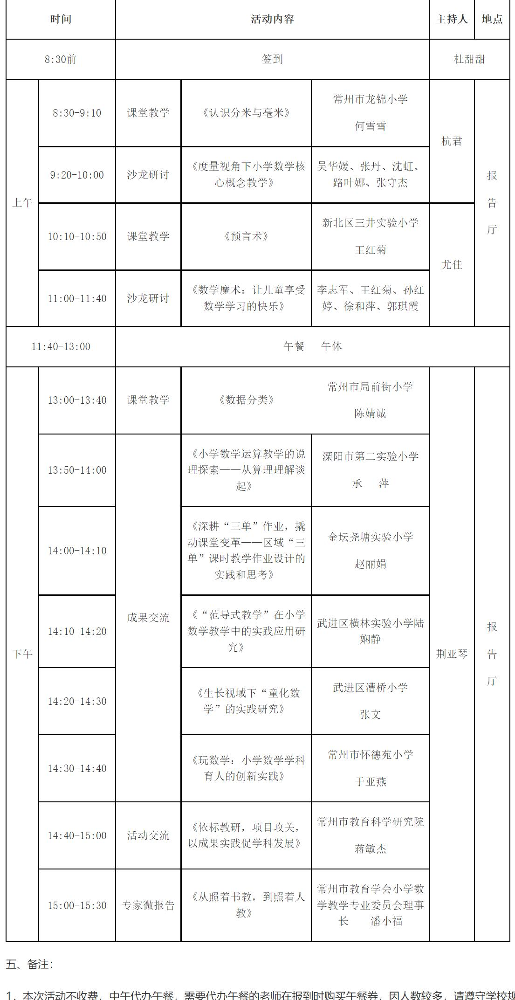 时间 活动内容 主持人 地点
8:30前 签到 杜甜甜
上午
8:30-9:10 课堂教学 《认识分米与毫米》
常州市龙锦小学
何雪雪
杭君
9:20-10:00 沙龙研讨
《度量视角下小学数学核
心概念教学》
吴华媛、张丹、沈虹、
路叶娜、张守杰
报
告
厅
10:10-10:50 课堂教学 《预言术》
新北区三井实验小学
王红菊
尤佳
11:00-11:40 沙龙研讨
《数学魔术：让儿童享受
数学学习的快乐》
李志军、王红菊、孙红
婷、徐和萍、郭琪霞
11:40-13:00 午餐 午休
下午
13:00-13:40 课堂教学 《数据分类》
常州市局前街小学
陈婧诚
13:50-14:00
成果交流
《小学数学运算教学的说
理探索——从算理理解谈
起》
溧阳市第二实验小学
承 萍
14:00-14:10
《深耕“三单”作业，撬
动课堂变革——区域“三
单”课时教学作业设计的
实践和思考》
金坛尧塘实验小学
赵丽娟
14:10-14:20
《“范导式教学”在小学
数学教学中的实践应用研
究》
武进区横林实验小学陆
娴静
荆亚琴
报
告
厅
14:20-14:30
《生长视域下“童化数
学”的实践研究》
武进区漕桥小学
张文
14:30-14:40
《玩数学：小学数学学科
育人的创新实践》
常州市怀德苑小学
于亚燕
14:40-15:00 活动交流
《依标教研，项目攻关，
以成果实践促学科发展》
常州市教育科学研究院
蒋敏杰
15:00-15:30 专家微报告
《从照着书教，到照着人
教》
常州市教育学会小学数
学教学专业委员会理事
长 潘小福
五、备注：
1．本次活动不收费，中午代办午餐，需要代办午餐的老师在报到时购买午餐券，因人数较多，请遵守学校规